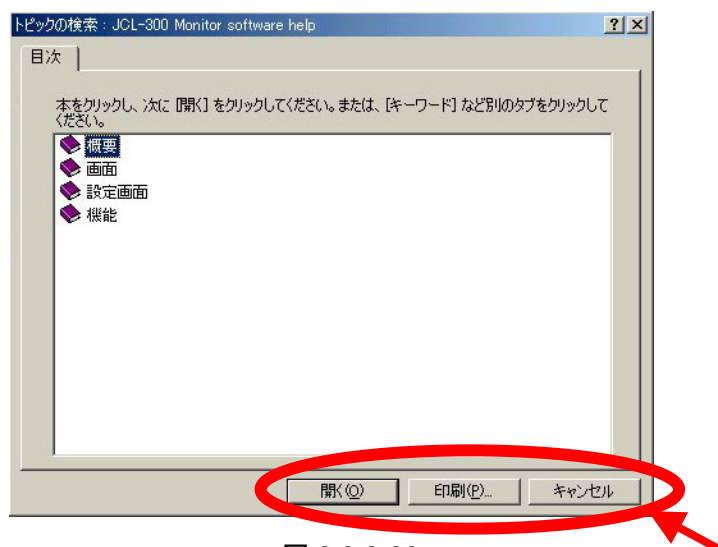 トピックの検索 : JCL-300 Monitor software help
目次
本をクリックし、次に [開く] をクリックしてください。または、[キーワード] など別のタブをクリックして
ください。
概要
画面
設定画面
機能
開く(O) 印刷(P)... キャンセル